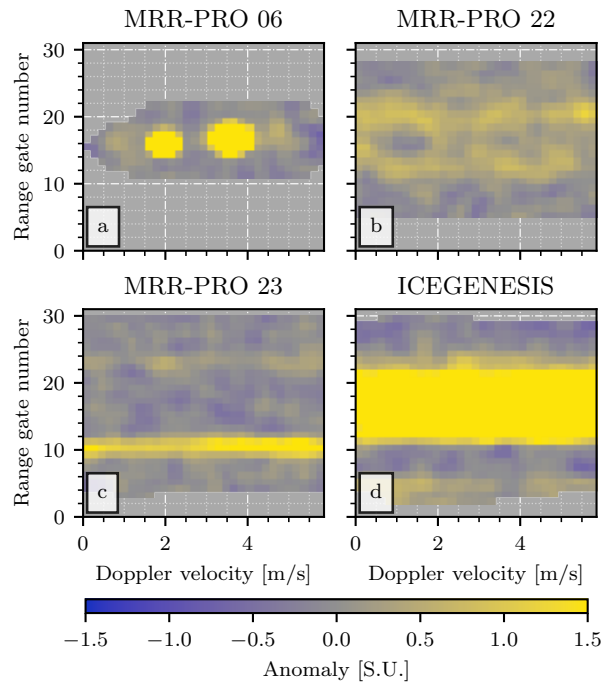 MRR-PRO 06 MRR-PRO 22
Range gate number
30
20
10
0
a
b
MRR-PRO 23 ICEGENESIS
Range gate number
30
20
10
0
c
d
0 2 4 0 2 4
Doppler velocity [m/s] Doppler velocity [m/s]
−1.5 −1.0 −0.5 0.0 0.5 1.0 1.5
Anomaly [S.U.]